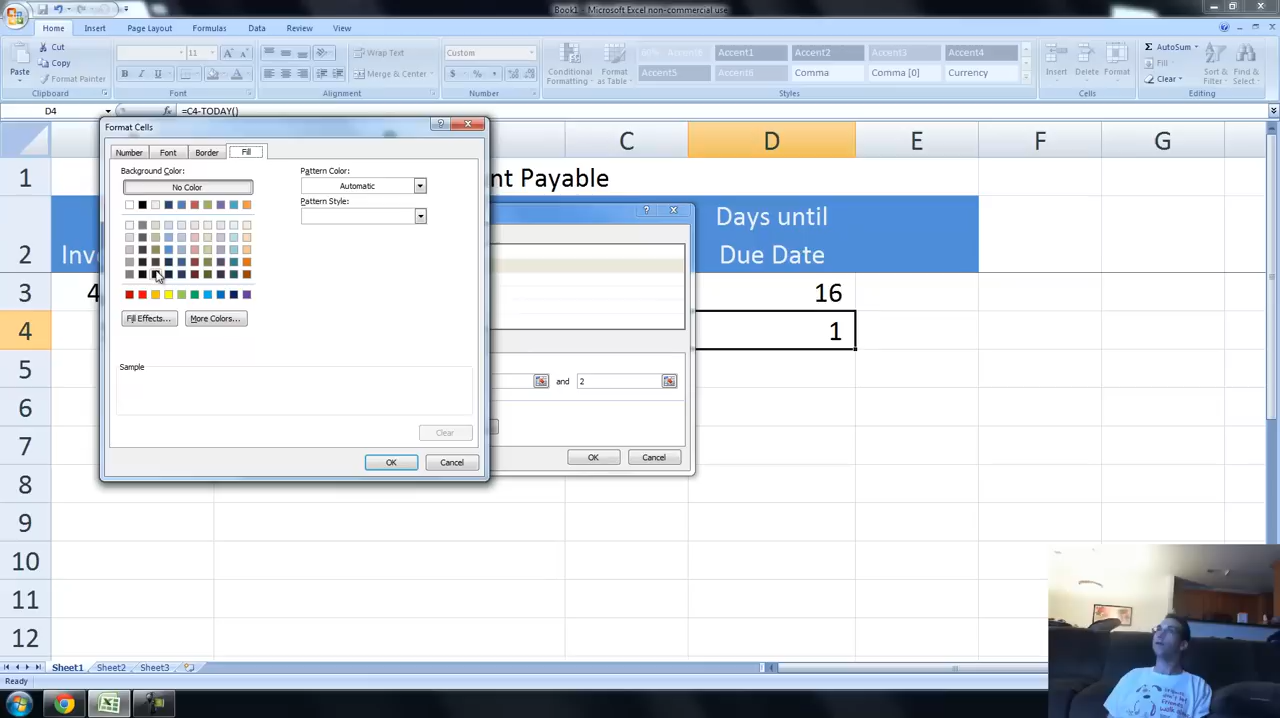 Book1 - Microsoft Excel non-commercial use
Home Insert Page Layout Formulas Data Review View
Cut
Copy
Format Painter
Paste
Clipboard
11
Font
Wrap Text
Merge & Center
Alignment
Custom
Number
Conditional Formatting
Format
60% - Accent6 Accent1 Accent2 Accent3 Accent4
Accent5 Accent6 Comma Comma [0] Currency
Styles
Insert Delete Format
Cells
AutoSum
Fill
Clear
Sort & Filter
Find &
Editing
D4 fx =C4-TODAY()
Format Cells
Number Font Border Fill
Background Color:
No Color
Pattern Color:
Automatic
Pattern Style:
Fill Effects... More Colors...
Sample
Clear
OK Cancel
and 2
OK Cancel
C D E F G
1 nt Payable
2 Inv Days until
Due Date
3 4 16
4 1
5
6
7
8
9
10
11
12
Sheet1 Sheet2 Sheet3
Ready